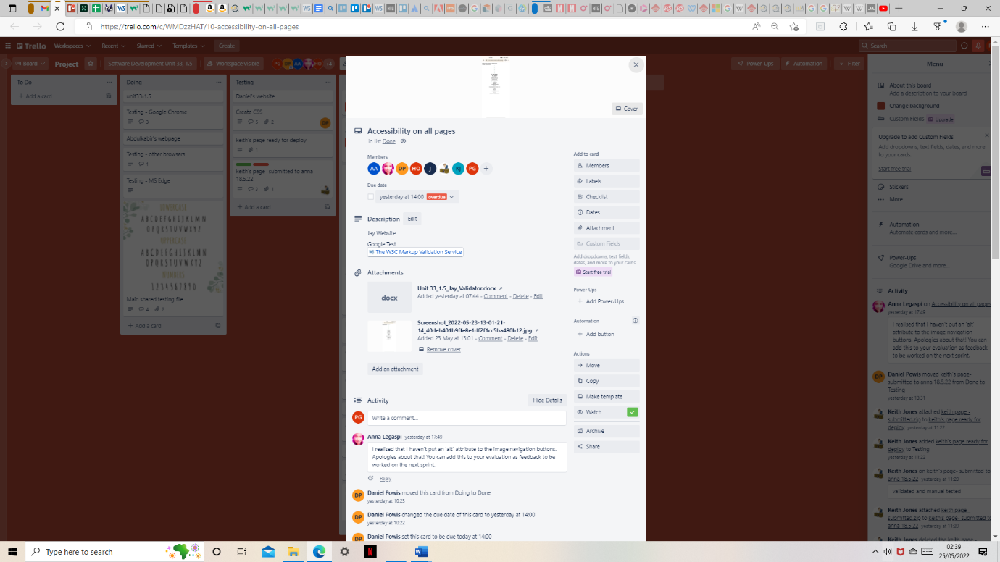 https://trello.com/c/WMDzzHAT/10-accessibility-on-all-pages
Trello Workspaces Recent Starred Templates Create Search
Board Project Software Development Unit 33, 1.5 Workspace visible PG DP AA HO +4 Power-Ups Automation Filter
To Do
+ Add a card
Doing
unit33-1.5
Testing - Google Chrome
3
Abdulkabir's webpage
Testing - other browsers
1
Testing - MS Edge
LOWERCASE
ABCDEFGHIJKLMN
OPQRSTUVWXYZ
UPPERCASE
ABCDEFGHIJKLMN
OPQRSTUVWXYZ
NUMBERS
1234567890
Main shared testing file
4 2
+ Add a card
Testing
Daniel's website
Create CSS
5 2
DP
keith's page ready for deploy
1
keith's page- submitted to anna
18.5.22
3 1
+ Add a card
Cover
Accessibility on all pages
in list Done
Members
AA DP HO J KJ PG +
Due date
yesterday at 14:00 overdue
Description Edit
Jay Website
Google Test
The W3C Markup Validation Service
Attachments
docx
Unit 33_1.5_Jay_Validator.docx ↗
Added yesterday at 07:44 - Comment - Delete - Edit
Screenshot_2022-05-23-13-01-21-
14_40deb401b9ffe8e1df2f1cc5ba480b12.jpg ↗
Added 23 May at 13:01 - Comment - Delete - Edit
Remove cover
Add an attachment
Activity Hide Details
PG Write a comment...
Anna Legaspi yesterday at 17:49
I realised that I haven't put an 'alt' attribute to the image navigation buttons.
Apologies about that! You can add this to your evaluation as feedback to be
worked on the next sprint.
- Reply
DP Daniel Powis moved this card from Doing to Done
yesterday at 10:23
DP Daniel Powis changed the due date of this card to yesterday at 14:00
yesterday at 10:22
DP Daniel Powis set this card to be due today at 14:00
Add to card
Members
Labels
Checklist
Dates
Attachment
Custom Fields
Add dropdowns, text fields,
dates, and more to your cards.
Start free trial
Power-Ups
+ Add Power-Ups
Automation
+ Add button
Actions
→ Move
Copy
Make template
Watch
Archive
Share
Menu
About this board
Add a description to your board
Change background
Custom Fields Upgrade
Upgrade to add Custom Fields
Add dropdowns, text fields, dates, and more
to your cards.
Start free trial
Stickers
More
Automation
Automate cards and more...
Power-Ups
Google Drive and more...
Activity
Anna Legaspi on Accessibility on all pages
yesterday at 17:49
I realised that I haven't put an 'alt'
attribute to the image navigation
buttons. Apologies about that! You can
add this to your evaluation as feedback
to be worked on the next sprint.
DP Daniel Powis moved keith's page-
submitted to anna 18.5.22 from Done to
Testing
yesterday at 13:31
Keith Jones attached keith page -
submitted.zip to keith's page ready for
deploy yesterday at 11:22
Keith Jones added keith's page ready for
deploy to Testing
yesterday at 11:22
Keith Jones on keith's page- submitted to
anna 18.5.22 yesterday at 11:20
validated and manual tested
Keith Jones attached keith page -
submitted.zip to keith's page- submitted to
anna 18.5.22 yesterday at 11:20
Keith Jones deleted the keith page -
Type here to search
02:39
25/05/2022